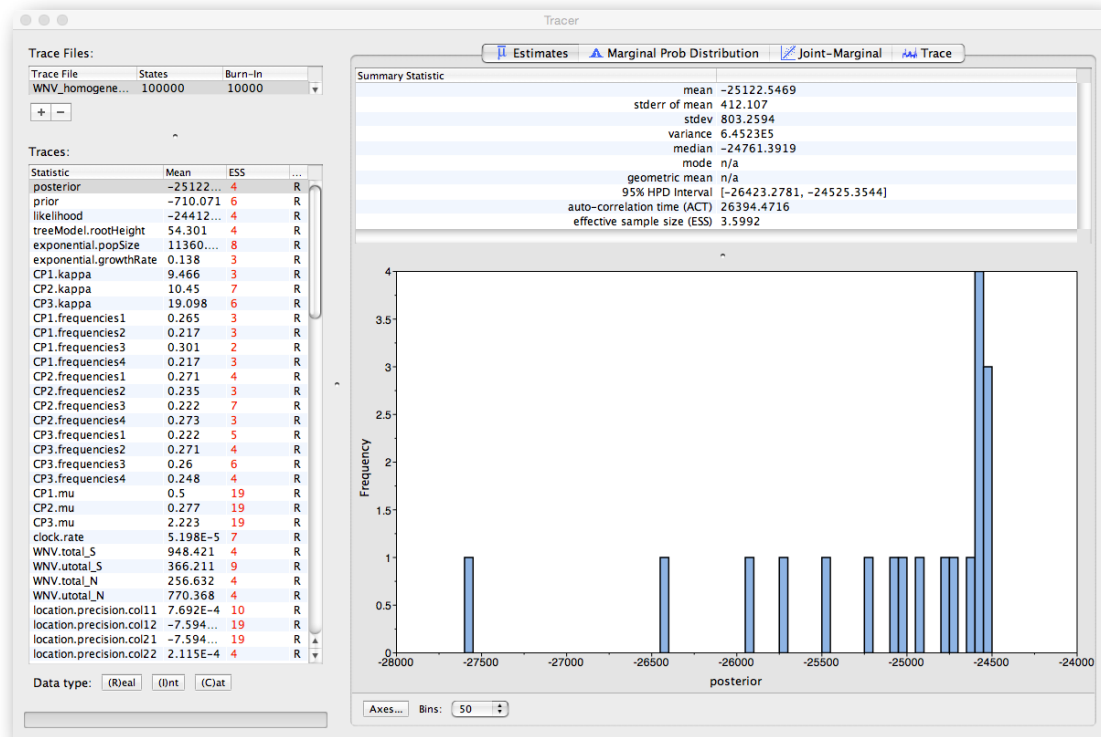 Tracer
Trace Files:
Trace File States Burn-In
WNV_homogene... 100000 10000
+ −
Traces:
Statistic Mean ESS ...
posterior −25122... 4 R
prior −710.071 6 R
likelihood −24412... 4 R
treeModel.rootHeight 54.301 4 R
exponential.popSize 11360.... 8 R
exponential.growthRate 0.138 3 R
CP1.kappa 9.466 3 R
CP2.kappa 10.45 7 R
CP3.kappa 19.098 6 R
CP1.frequencies1 0.265 3 R
CP1.frequencies2 0.217 3 R
CP1.frequencies3 0.301 2 R
CP1.frequencies4 0.217 3 R
CP2.frequencies1 0.271 4 R
CP2.frequencies2 0.235 3 R
CP2.frequencies3 0.222 7 R
CP2.frequencies4 0.273 3 R
CP3.frequencies1 0.222 5 R
CP3.frequencies2 0.271 4 R
CP3.frequencies3 0.26 6 R
CP3.frequencies4 0.248 4 R
CP1.mu 0.5 19 R
CP2.mu 0.277 19 R
CP3.mu 2.223 19 R
clock.rate 5.198E-5 7 R
WNV.total_S 948.421 4 R
WNV.utotal_S 366.211 9 R
WNV.total_N 256.632 4 R
WNV.utotal_N 770.368 4 R
location.precision.col11 7.692E-4 10 R
location.precision.col12 −7.594... 19 R
location.precision.col21 −7.594... 19 R
location.precision.col22 2.115E-4 4 R
Data type: (R)eal (I)nt (C)at
μ Estimates Marginal Prob Distribution Joint-Marginal Trace
Summary Statistic
mean −25122.5469
stderr of mean 412.107
stdev 803.2594
variance 6.4523E5
median −24761.3919
mode n/a
geometric mean n/a
95% HPD Interval [−26423.2781, −24525.3544]
auto-correlation time (ACT) 26394.4716
effective sample size (ESS) 3.5992
4
3.5
3
2.5
2
1.5
1
0.5
0
Frequency
-28000 -27500 -27000 -26500 -26000 -25500 -25000 -24500 -24000
posterior
Axes... Bins: 50